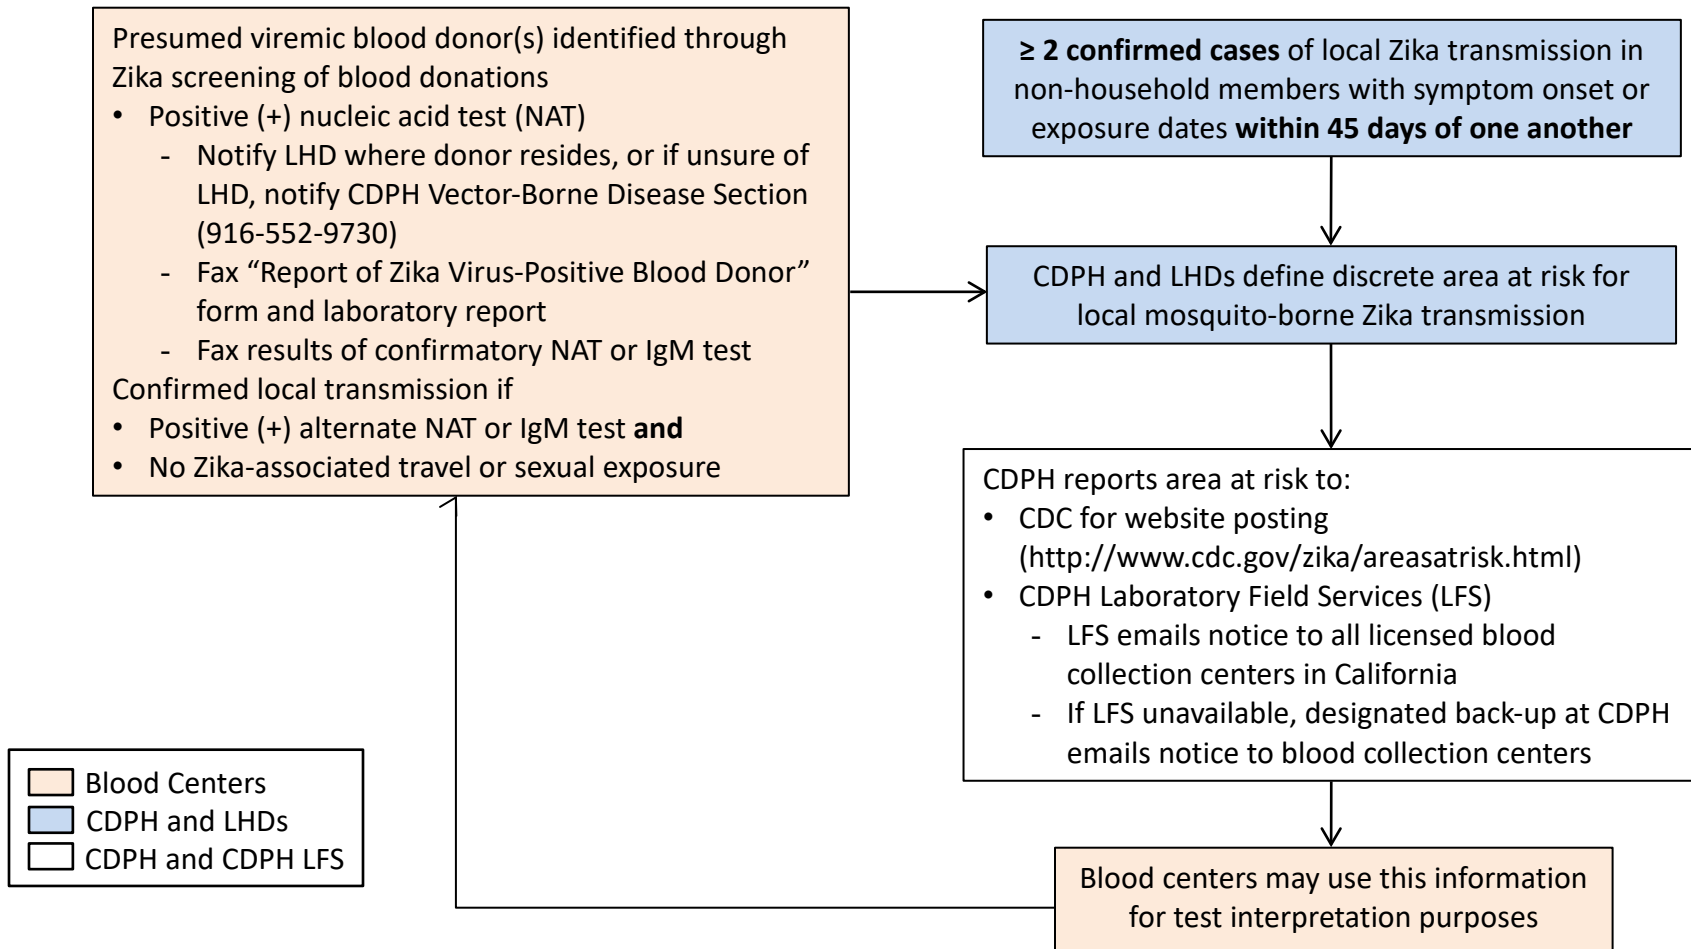 Presumed viremic blood donor(s) identified through
Zika screening of blood donations
• Positive (+) nucleic acid test (NAT)
- Notify LHD where donor resides, or if unsure of
LHD, notify CDPH Vector-Borne Disease Section
(916-552-9730)
- Fax “Report of Zika Virus-Positive Blood Donor”
form and laboratory report
- Fax results of confirmatory NAT or IgM test
Confirmed local transmission if
• Positive (+) alternate NAT or IgM test and
• No Zika-associated travel or sexual exposure
≥ 2 confirmed cases of local Zika transmission in
non-household members with symptom onset or
exposure dates within 45 days of one another
CDPH and LHDs define discrete area at risk for
local mosquito-borne Zika transmission
CDPH reports area at risk to:
• CDC for website posting
(http://www.cdc.gov/zika/areasatrisk.html)
• CDPH Laboratory Field Services (LFS)
- LFS emails notice to all licensed blood
collection centers in California
- If LFS unavailable, designated back-up at CDPH
emails notice to blood collection centers
Blood centers may use this information
for test interpretation purposes
Blood Centers
CDPH and LHDs
CDPH and CDPH LFS